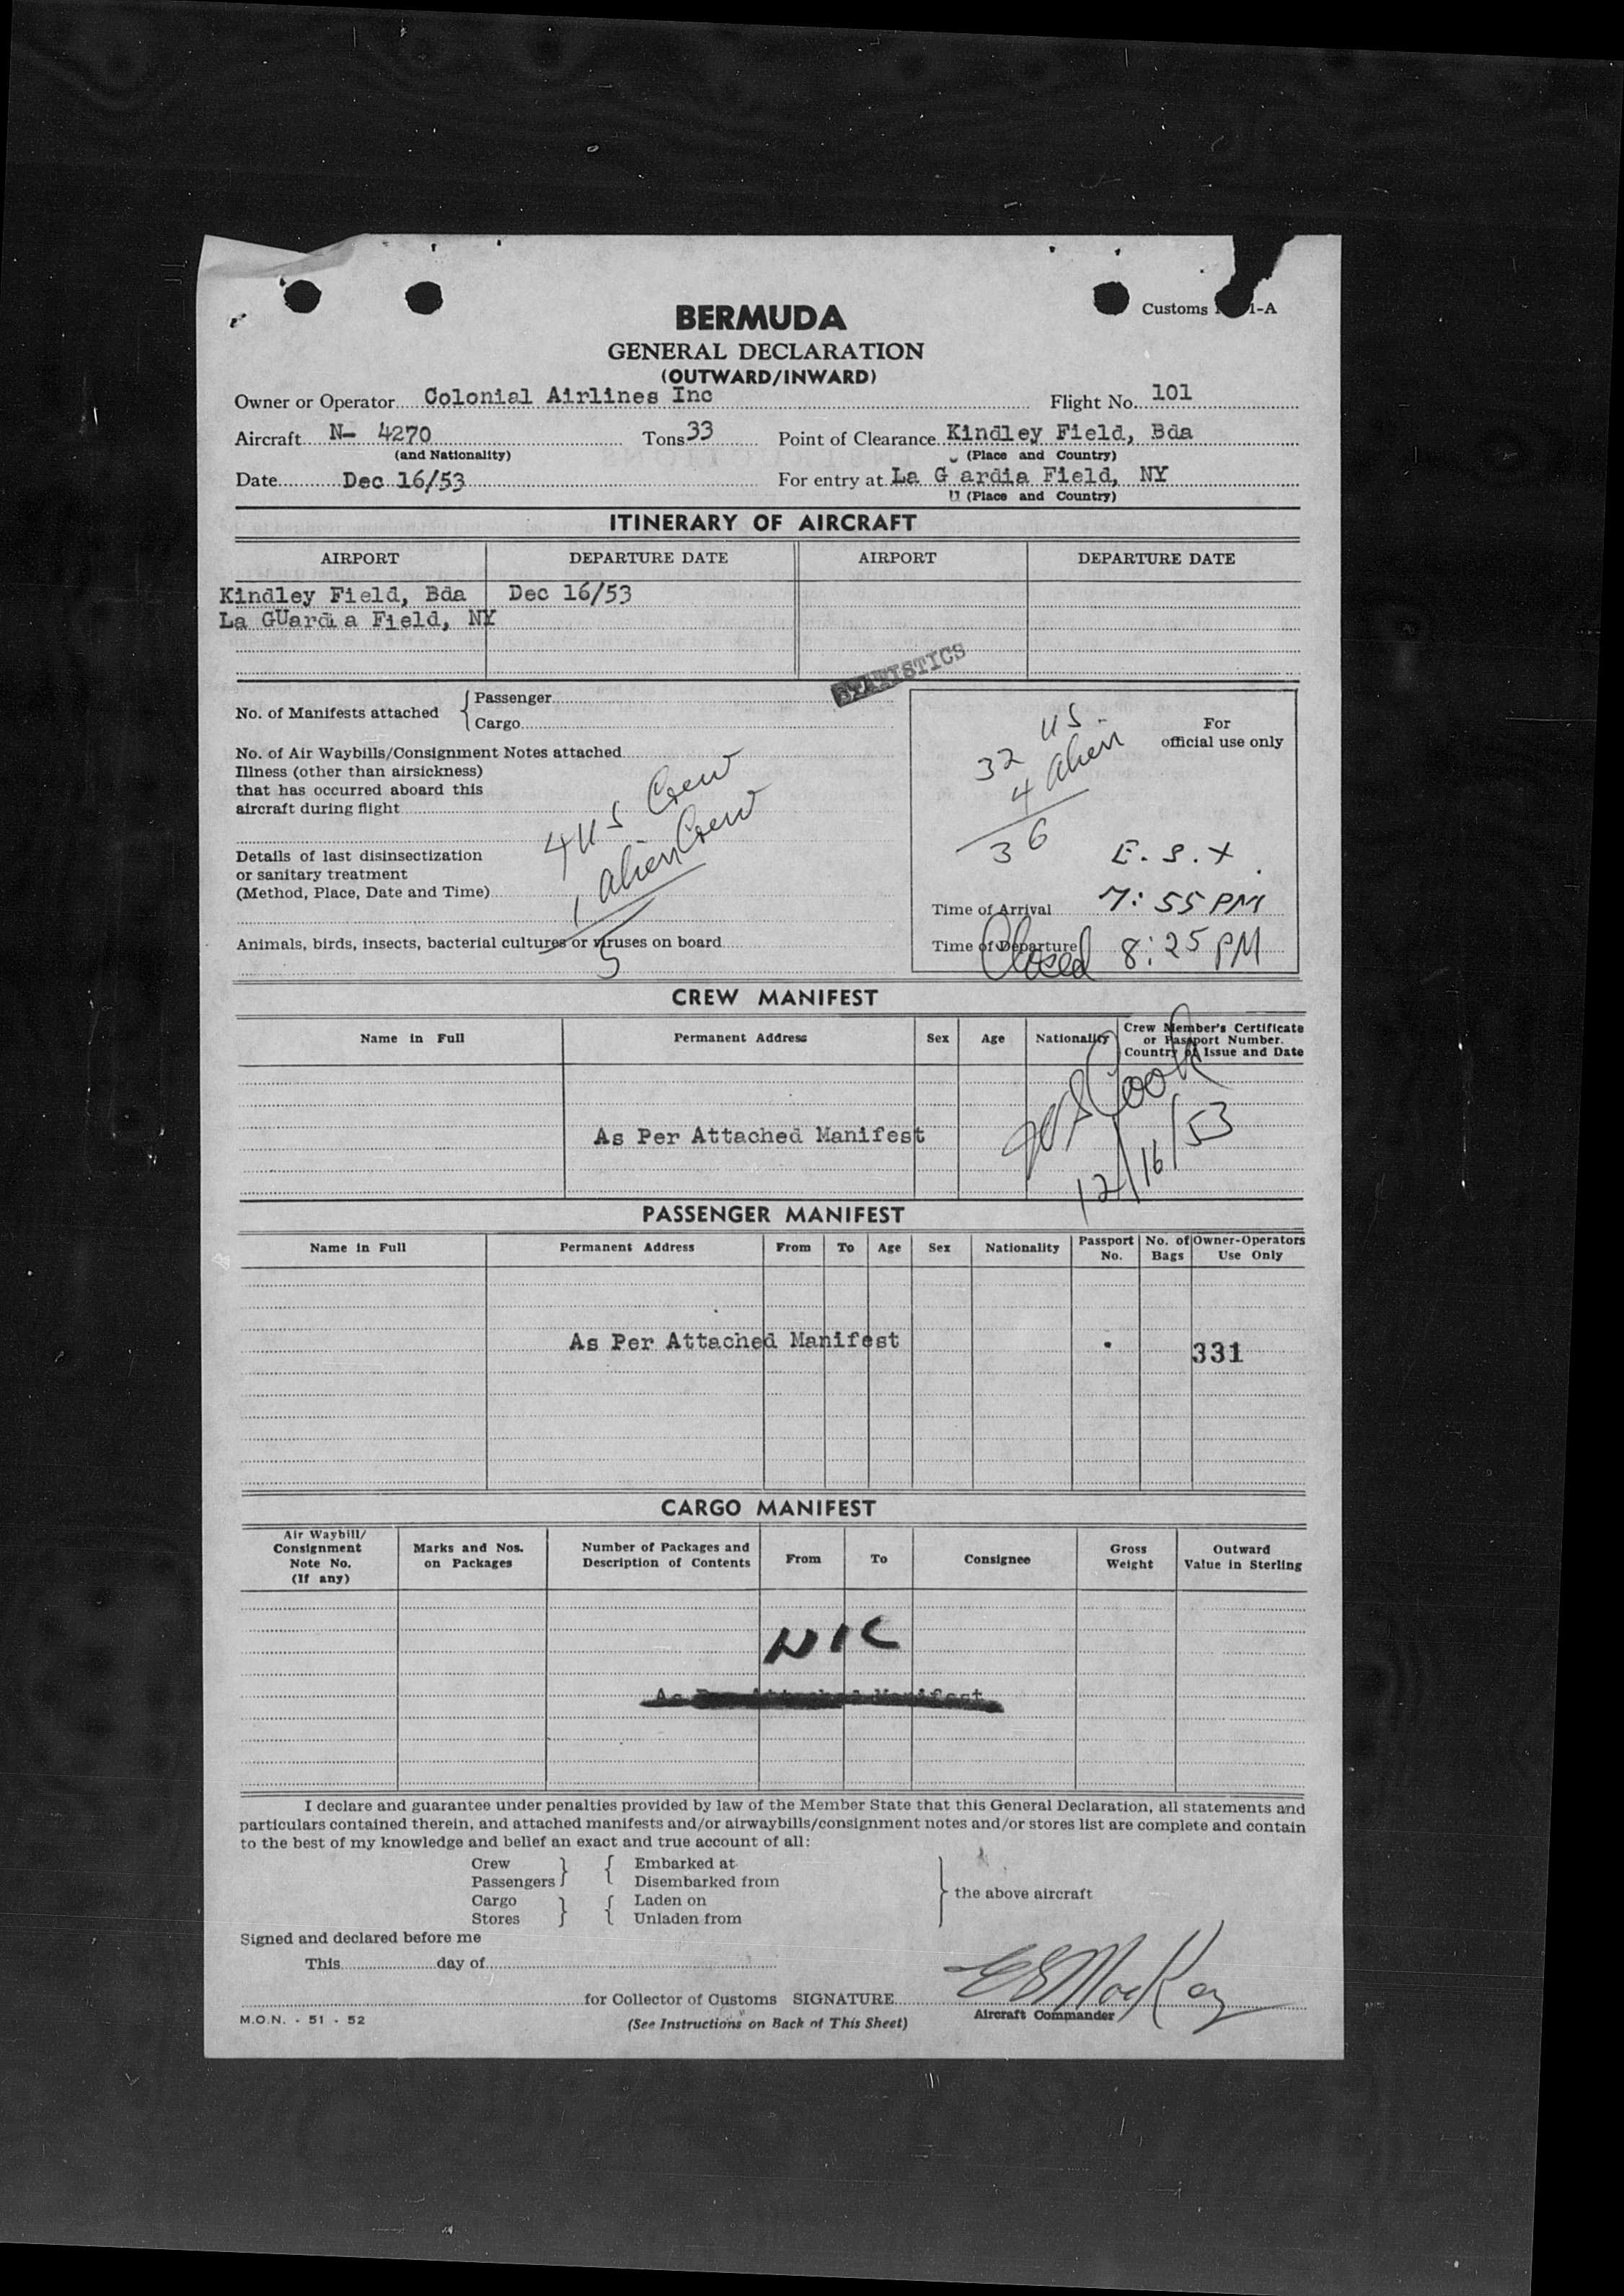 Customs 1-A
BERMUDA
GENERAL DECLARATION
(OUTWARD/INWARD)
Owner or Operator Colonial Airlines Inc Flight No. 101
Aircraft N- 4270 Tons 33 Point of Clearance Kindley Field, Bda
(and Nationality) (Place and Country)
Date Dec 16/53 For entry at La G ardia Field, NY
U (Place and Country)
ITINERARY OF AIRCRAFT
AIRPORT DEPARTURE DATE AIRPORT DEPARTURE DATE
Kindley Field, Bda Dec 16/53
La GUardia Field, NY
STATISTICS
No. of Manifests attached { Passenger
Cargo
No. of Air Waybills/Consignment Notes attached
Illness (other than airsickness)
that has occurred aboard this
aircraft during flight
4 US Crew
1 alien Crew
5
Details of last disinsectization
or sanitary treatment
(Method, Place, Date and Time)
Animals, birds, insects, bacterial cultures or viruses on board
For
official use only
32 US.
4 alien
36
E. S. X
Time of Arrival 7:55 PM
Time of Departure Closed 8:25 PM
CREW MANIFEST
Name in Full Permanent Address Sex Age Nationality Crew Member's Certificate
or Passport Number.
Country of Issue and Date
As Per Attached Manifest
Cook
12/16/53
PASSENGER MANIFEST
Name in Full Permanent Address From To Age Sex Nationality Passport No. No. of Bags Owner-Operators Use Only
As Per Attached Manifest 331
CARGO MANIFEST
Air Waybill/
Consignment
Note No.
(If any) Marks and Nos.
on Packages Number of Packages and
Description of Contents From To Consignee Gross
Weight Outward
Value in Sterling
NIL
As Per Attached Manifest
I declare and guarantee under penalties provided by law of the Member State that this General Declaration, all statements and
particulars contained therein, and attached manifests and/or airwaybills/consignment notes and/or stores list are complete and contain
to the best of my knowledge and belief an exact and true account of all:
Crew } { Embarked at
Passengers Disembarked from
Cargo } { Laden on
Stores Unladen from
} the above aircraft
Signed and declared before me
This day of
for Collector of Customs SIGNATURE E S MacKay
Aircraft Commander
M.O.N. - 51 - 52 (See Instructions on Back of This Sheet)